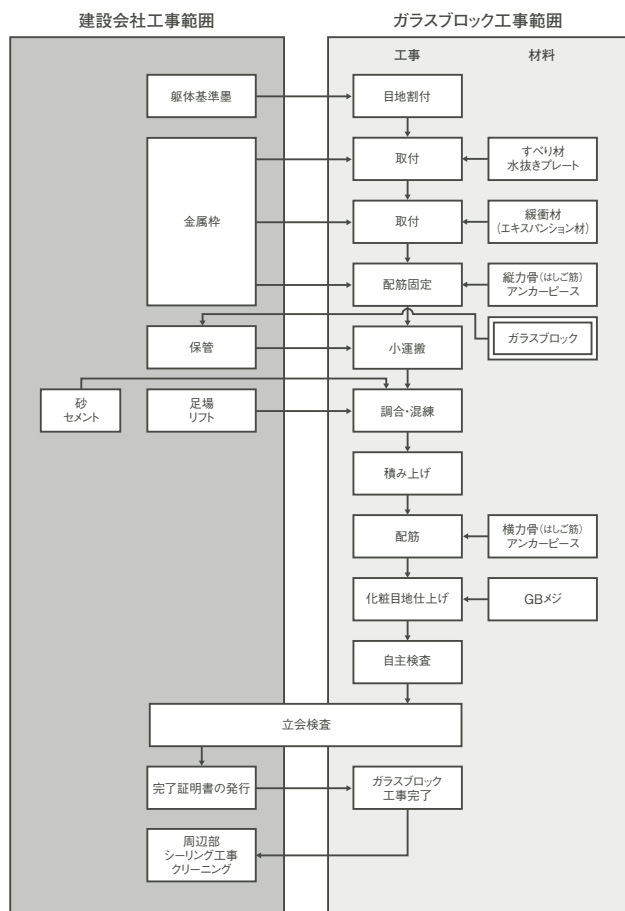 建設会社工事範囲
ガラスブロック工事範囲
工事
材料
躯体基準墨
目地割付
金属枠
取付
すべり材
水抜きプレート
取付
緩衝材
(エキスパンション材)
配筋固定
縦力骨(はしご筋)
アンカーピース
保管
小運搬
ガラスブロック
砂
セメント
足場
リフト
調合・混練
積み上げ
配筋
横力骨(はしご筋)
アンカーピース
化粧目地仕上げ
GBメジ
自主検査
立会検査
完了証明書の発行
ガラスブロック
工事完了
周辺部
シーリング工事
クリーニング